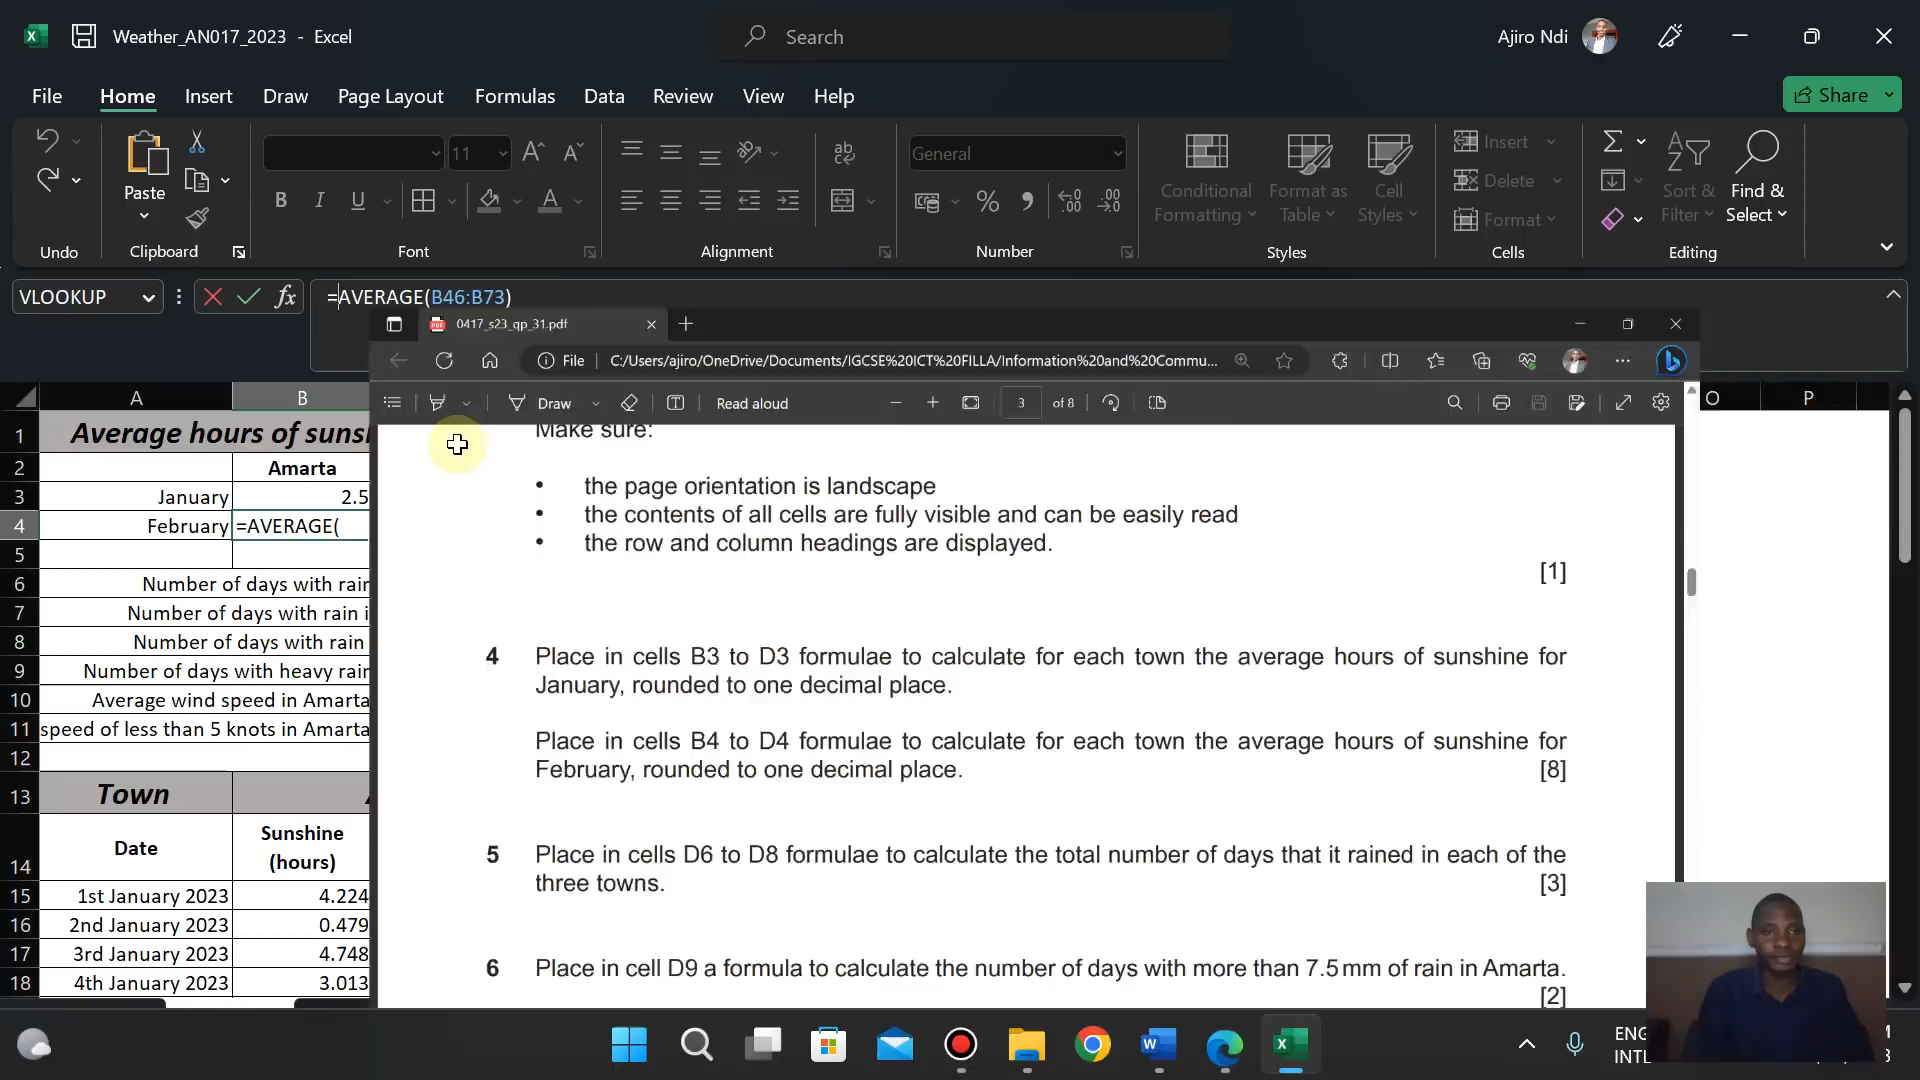 Weather_AN017_2023 - Excel
Search
Ajiro Ndi
File Home Insert Draw Page Layout Formulas Data Review View Help
Share
Paste
11
General
Conditional Formatting
Format as Table
Cell Styles
Insert
Delete
Format
Sort & Filter
Find & Select
Undo Clipboard Font Alignment Number Styles Cells Editing
VLOOKUP
=AVERAGE(B46:B73)
0417_s23_qp_31.pdf
File C:/Users/ajiro/OneDrive/Documents/IGCSE%20ICT%20FILLA/Information%20and%20Commu...
Draw Read aloud 3 of 8
A B O P
1 Average hours of sunsh
2 Amarta
3 January 2.5
4 February =AVERAGE(
5
6 Number of days with rain
7 Number of days with rain i
8 Number of days with rain
9 Number of days with heavy rain
10 Average wind speed in Amarta
11 speed of less than 5 knots in Amarta
12
13 Town
14 Date Sunshine (hours)
15 1st January 2023 4.224
16 2nd January 2023 0.479
17 3rd January 2023 4.748
18 4th January 2023 3.013
Make sure:
• the page orientation is landscape
• the contents of all cells are fully visible and can be easily read
• the row and column headings are displayed.
[1]
4 Place in cells B3 to D3 formulae to calculate for each town the average hours of sunshine for
January, rounded to one decimal place.
Place in cells B4 to D4 formulae to calculate for each town the average hours of sunshine for
February, rounded to one decimal place. [8]
5 Place in cells D6 to D8 formulae to calculate the total number of days that it rained in each of the
three towns. [3]
6 Place in cell D9 a formula to calculate the number of days with more than 7.5 mm of rain in Amarta.
[2]
ENG
INTL